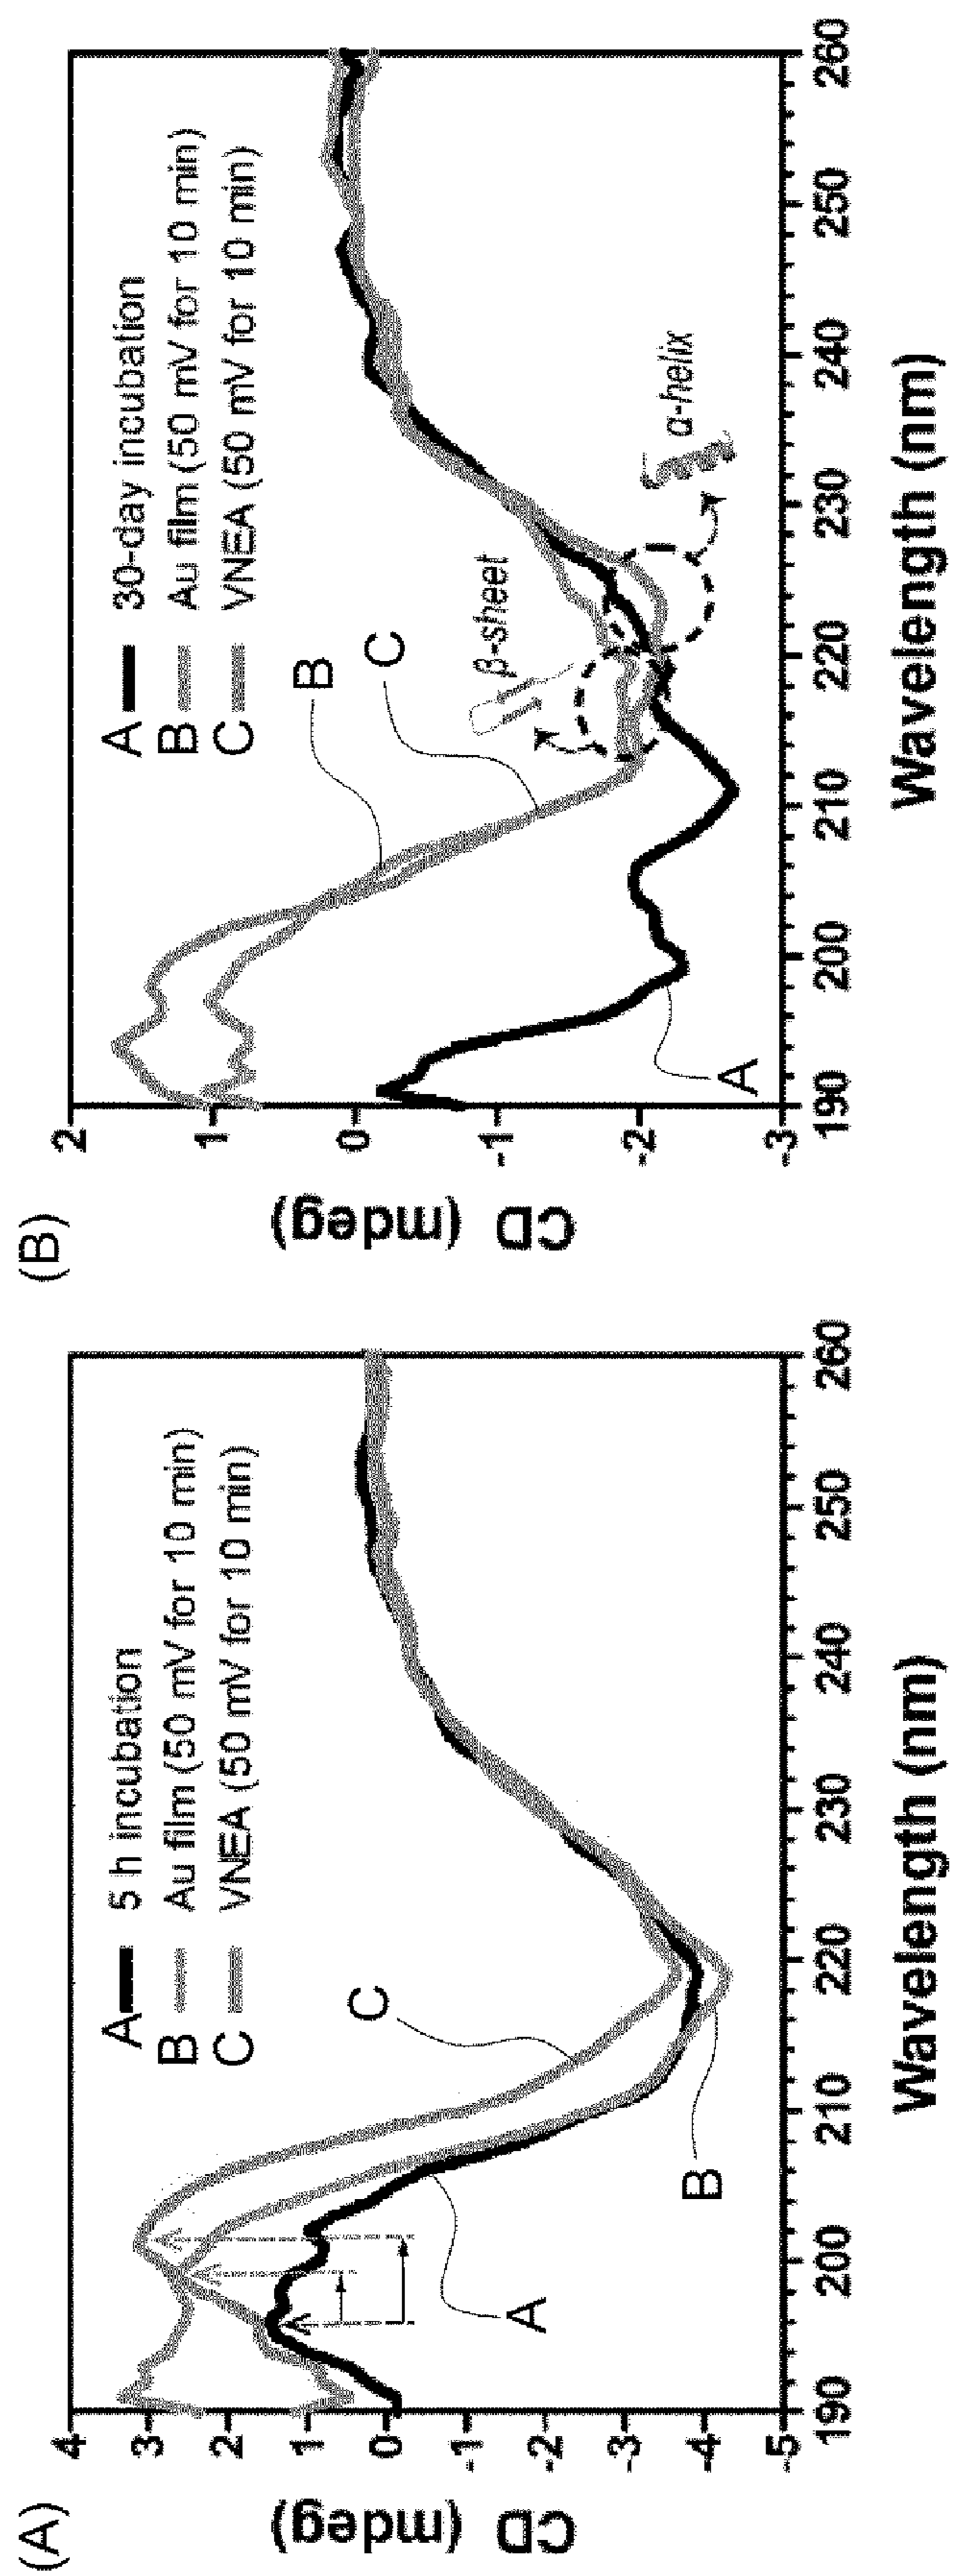 (A)
CD (mdeg)
4
3
2
1
0
-1
-2
-3
-4
-5
A 5 h incubation
B Au film (50 mV for 10 min)
C VNEA (50 mV for 10 min)
C
A
B
190 200 210 220 230 240 250 260
Wavelength (nm)
(B)
CD (mdeg)
2
1
0
-1
-2
-3
A 30-day incubation
B Au film (50 mV for 10 min)
C VNEA (50 mV for 10 min)
B
C
β-sheet
α-helix
A
190 200 210 220 230 240 250 260
Wavelength (nm)